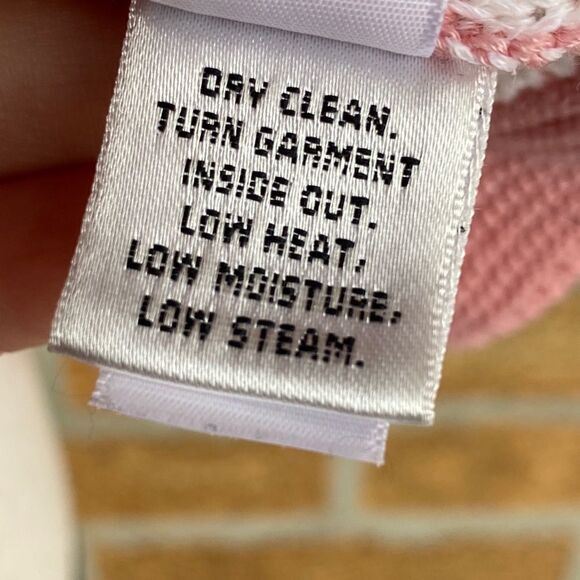 DRY CLEAN.
TURN GARMENT
INSIDE OUT.
LOW HEAT,
LOW MOISTURE,
LOW STEAM.